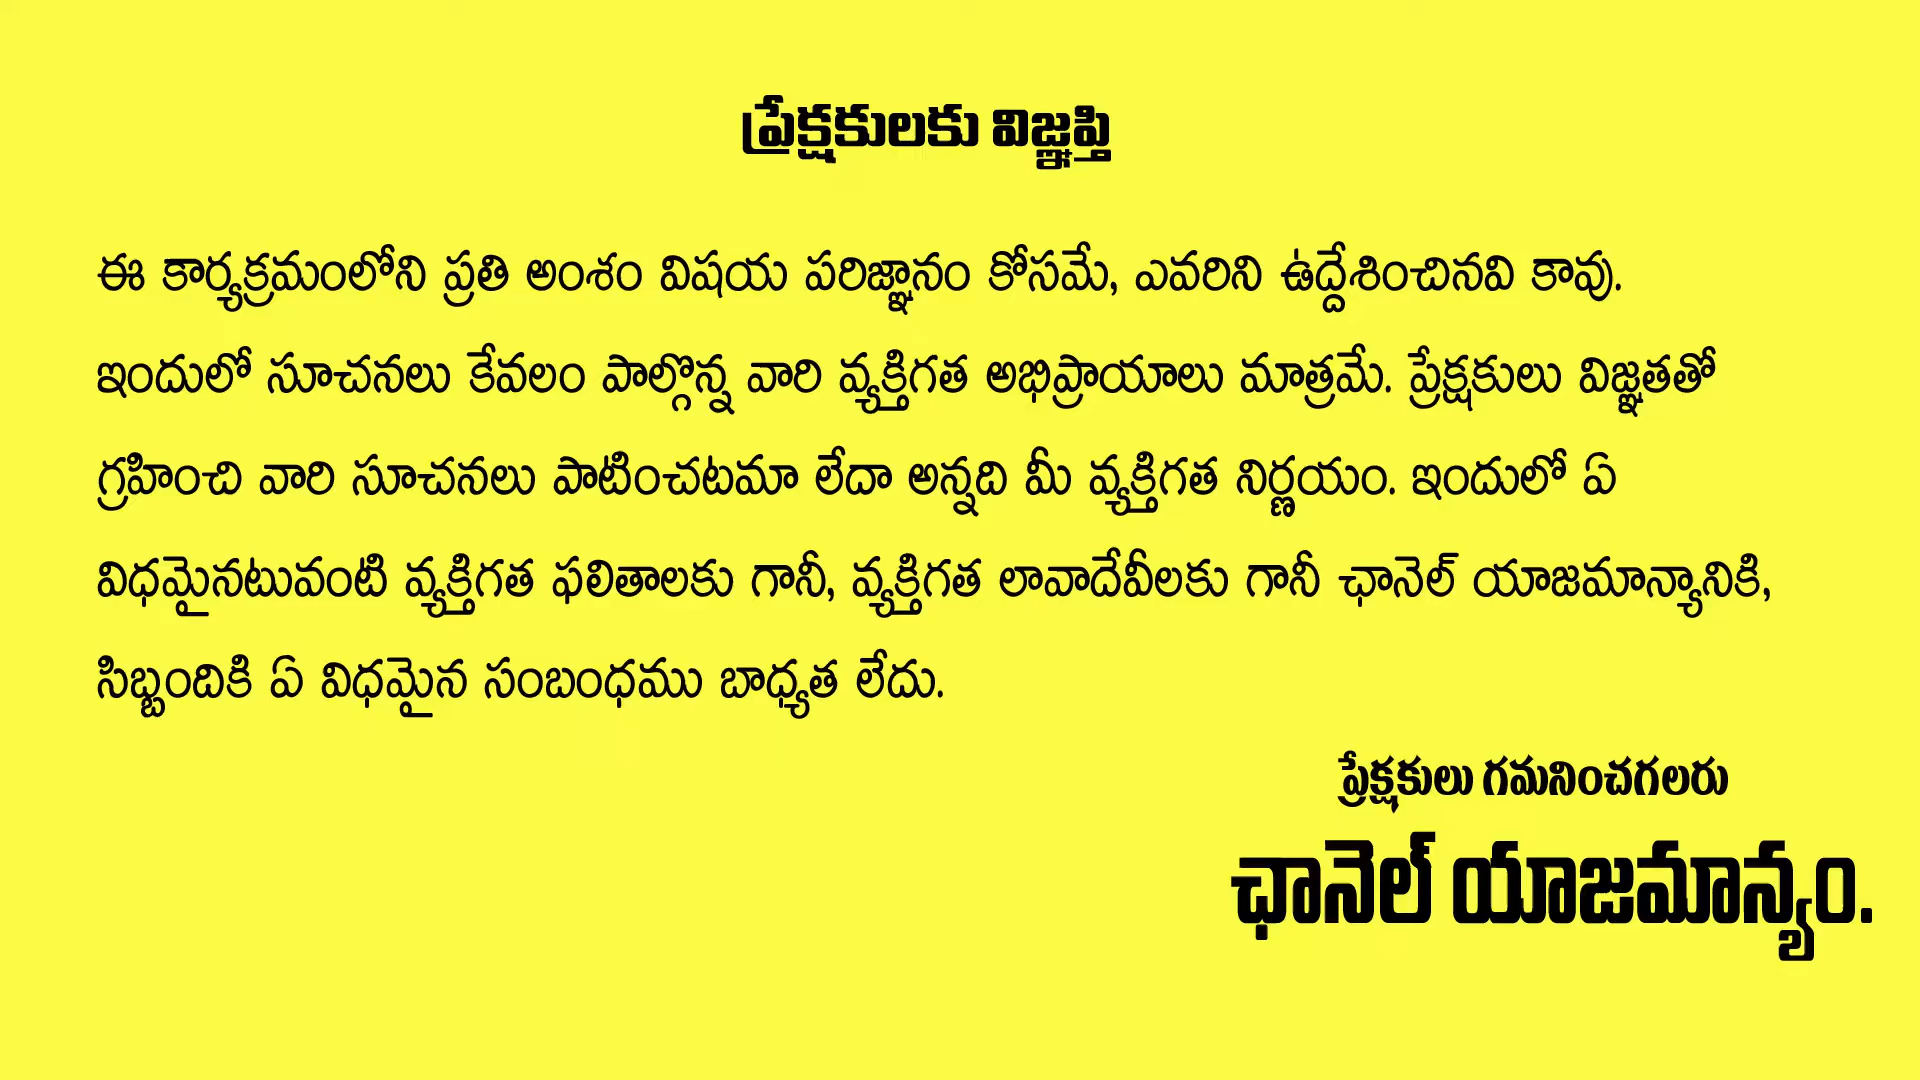 ప్రేక్షకులకు విజ్ఞప్తి
ఈ కార్యక్రమంలోని ప్రతి అంశం విషయ పరిజ్ఞానం కోసమే, ఎవరిని ఉద్దేశించినవి కావు.
ఇందులో సూచనలు కేవలం పాల్గొన్న వారి వ్యక్తిగత అభిప్రాయాలు మాత్రమే. ప్రేక్షకులు విజ్ఞతతో
గ్రహించి వారి సూచనలు పాటించటమా లేదా అన్నది మీ వ్యక్తిగత నిర్ణయం. ఇందులో ఏ
విధమైనటువంటి వ్యక్తిగత ఫలితాలకు గానీ, వ్యక్తిగత లావాదేవీలకు గానీ ఛానెల్ యాజమాన్యానికి,
సిబ్బందికి ఏ విధమైన సంబంధము బాధ్యత లేదు.
ప్రేక్షకులు గమనించగలరు
ఛానెల్ యాజమాన్యం.